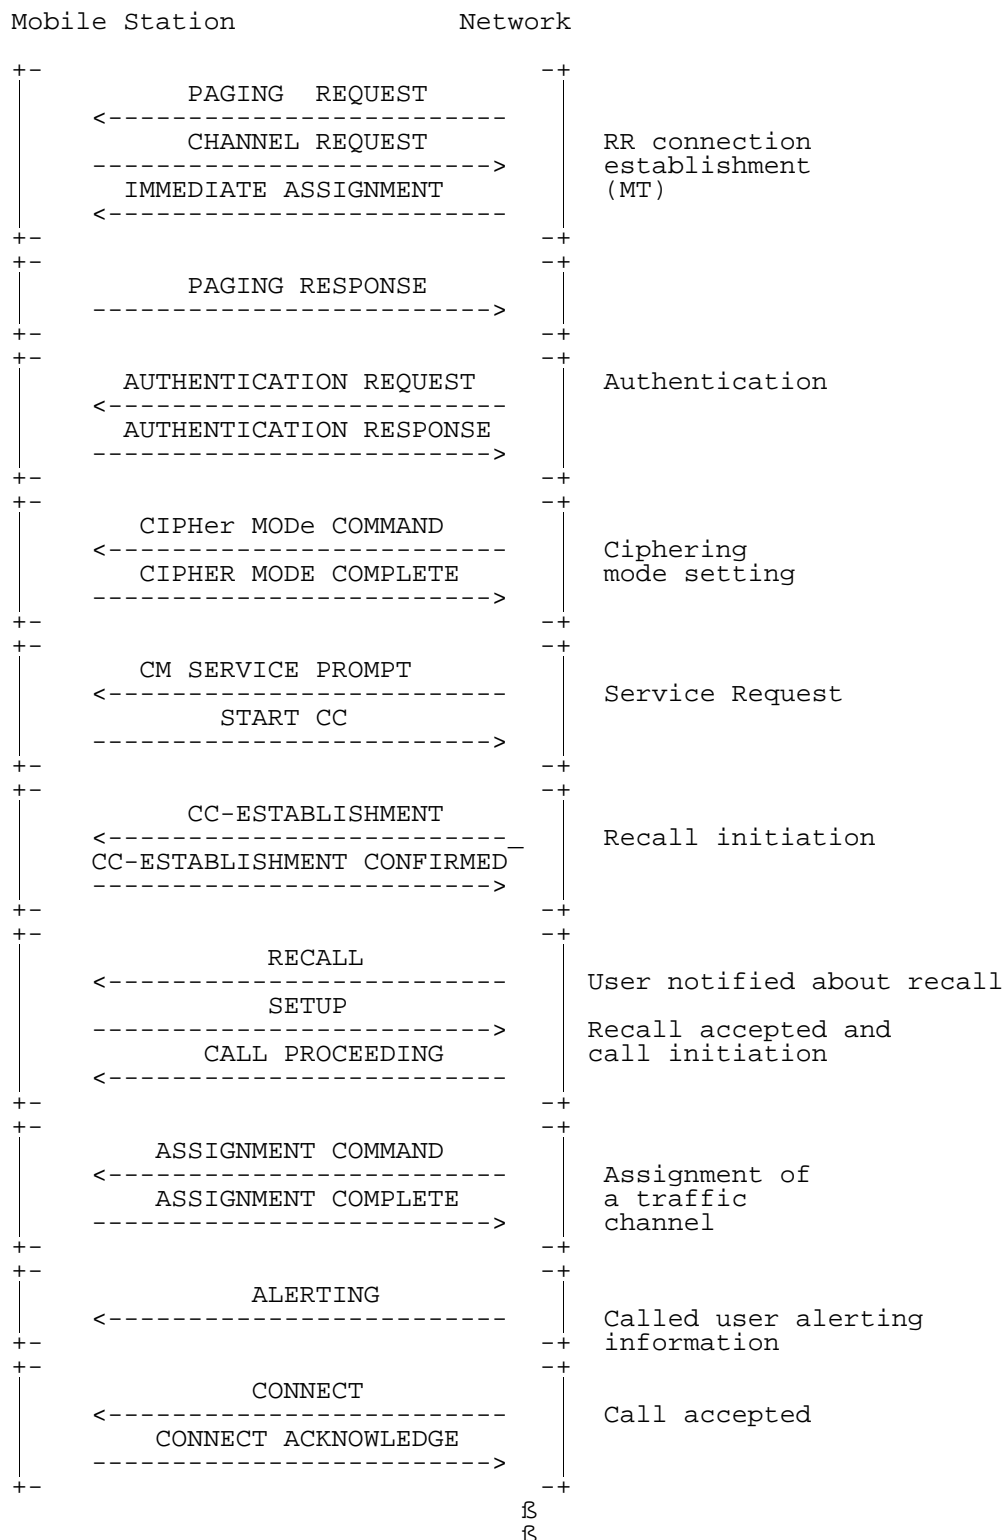 Mobile Station Network
+- -+
PAGING REQUEST
<-------------------------
CHANNEL REQUEST RR connection
-------------------------> establishment
IMMEDIATE ASSIGNMENT (MT)
<-------------------------
+- -+
+- -+
PAGING RESPONSE
------------------------->
+- -+
+- -+
AUTHENTICATION REQUEST Authentication
<-------------------------
AUTHENTICATION RESPONSE
------------------------->
+- -+
+- -+
CIPHer MODe COMMAND
<------------------------- Ciphering
CIPHER MODE COMPLETE mode setting
------------------------->
+- -+
+- -+
CM SERVICE PROMPT
<------------------------- Service Request
START CC
------------------------->
+- -+
+- -+
CC-ESTABLISHMENT
<-------------------------_ Recall initiation
CC-ESTABLISHMENT CONFIRMED
------------------------->
+- -+
+- -+
RECALL
<------------------------- User notified about recall
SETUP
-------------------------> Recall accepted and
CALL PROCEEDING call initiation
<-------------------------
+- -+
+- -+
ASSIGNMENT COMMAND
<------------------------- Assignment of
ASSIGNMENT COMPLETE a traffic
-------------------------> channel
+- -+
+- -+
ALERTING
<------------------------- Called user alerting
+- -+ information
+- -+
CONNECT
<------------------------- Call accepted
CONNECT ACKNOWLEDGE
------------------------->
+- -+
ß
ß